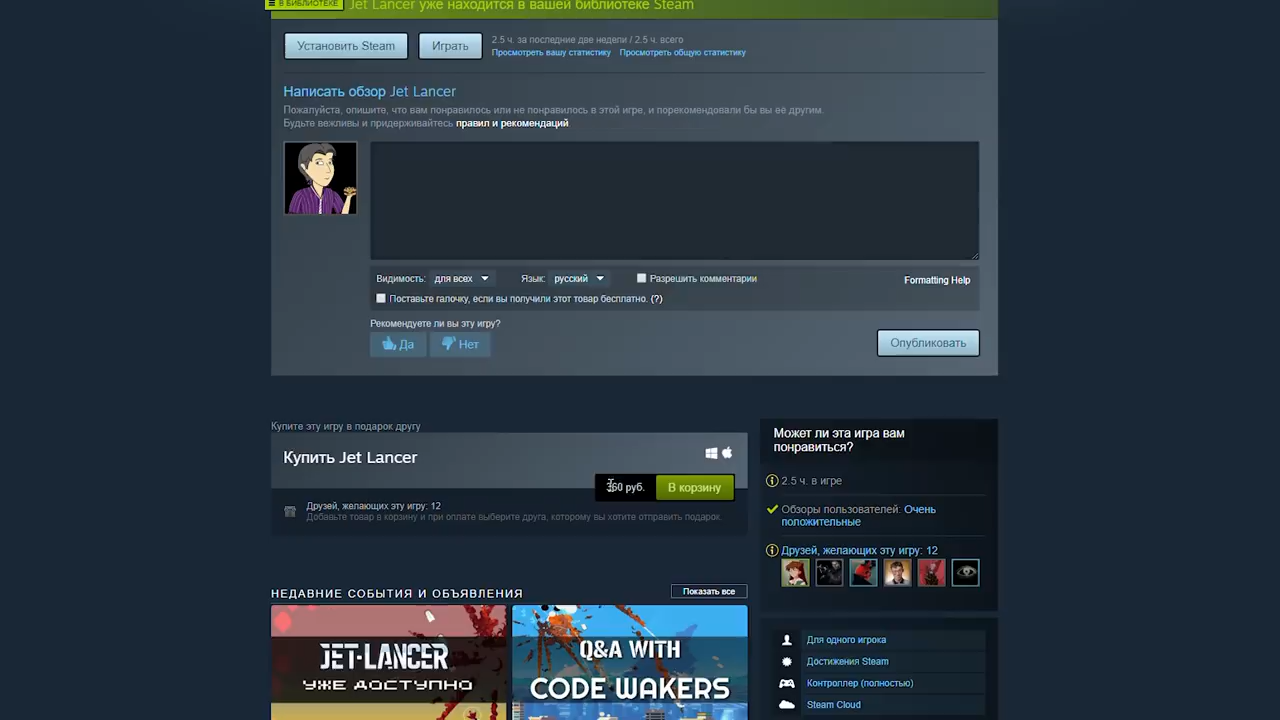 В БИБЛИОТЕКЕ Jet Lancer уже находится в вашей библиотеке Steam
Установить Steam
Играть
2.5 ч. за последние две недели / 2.5 ч. всего
Просмотреть вашу статистику Просмотреть общую статистику
Написать обзор Jet Lancer
Пожалуйста, опишите, что вам понравилось или не понравилось в этой игре, и порекомендовали бы вы её другим.
Будьте вежливы и придерживайтесь правил и рекомендаций
Видимость: для всех Язык: русский Разрешить комментарии Formatting Help
Поставьте галочку, если вы получили этот товар бесплатно. (?)
Рекомендуете ли вы эту игру?
Да Нет
Опубликовать
Купите эту игру в подарок другу
Купить Jet Lancer
360 руб. В корзину
Друзей, желающих эту игру: 12
Добавьте товар в корзину и при оплате выберите друга, которому вы хотите отправить подарок.
Может ли эта игра вам
понравиться?
2.5 ч. в игре
Обзоры пользователей: Очень
положительные
Друзей, желающих эту игру: 12
НЕДАВНИЕ СОБЫТИЯ И ОБЪЯВЛЕНИЯ
Показать все
JET-LANCER
УЖЕ ДОСТУПНО
Q&A WITH
CODE WAKERS
Для одного игрока
Достижения Steam
Контроллер (полностью)
Steam Cloud